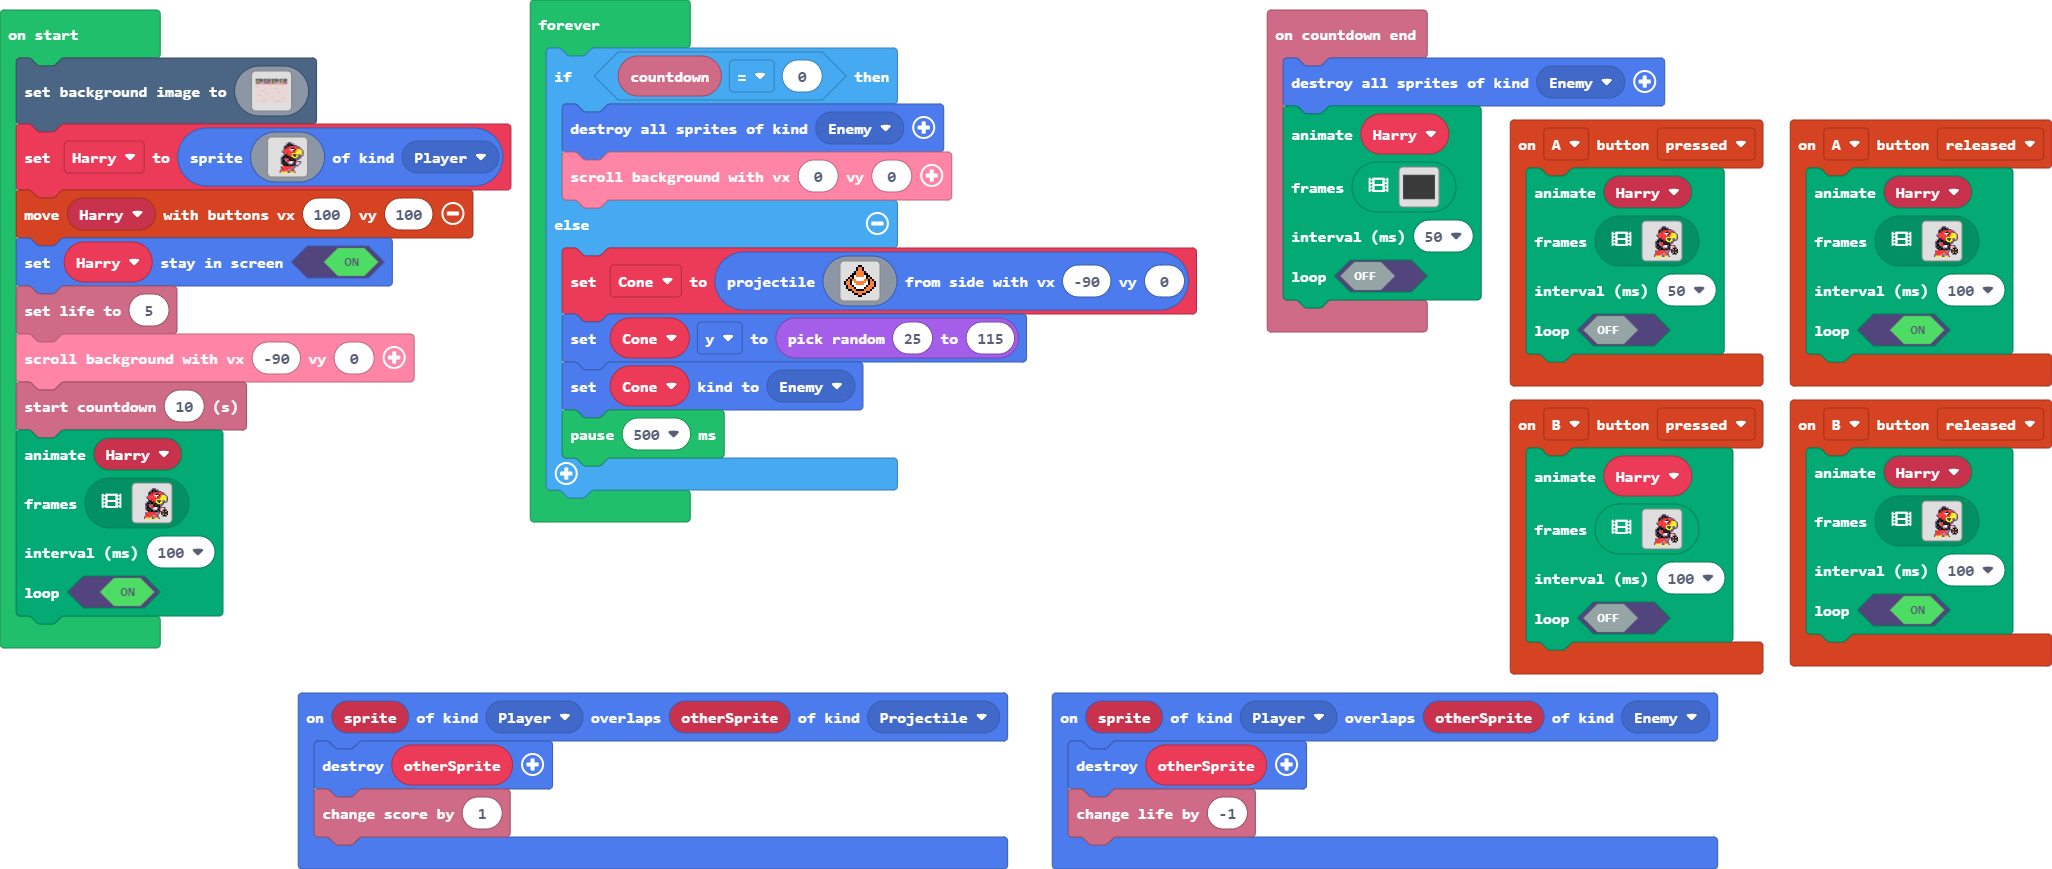 on start
set background image to
set Harry to sprite of kind Player
move Harry with buttons vx 100 vy 100
set Harry stay in screen ON
set life to 5
scroll background with vx -90 vy 0
start countdown 10 (s)
animate Harry
frames
interval (ms) 100
loop ON
forever
if countdown = 0 then
destroy all sprites of kind Enemy
scroll background with vx 0 vy 0
else
set Cone to projectile from side with vx -90 vy 0
set Cone y to pick random 25 to 115
set Cone kind to Enemy
pause 500 ms
on countdown end
destroy all sprites of kind Enemy
animate Harry
frames
interval (ms) 50
loop OFF
on A button pressed
animate Harry
frames
interval (ms) 50
loop OFF
on A button released
animate Harry
frames
interval (ms) 100
loop ON
on B button pressed
animate Harry
frames
interval (ms) 100
loop OFF
on B button released
animate Harry
frames
interval (ms) 100
loop ON
on sprite of kind Player overlaps otherSprite of kind Projectile
destroy otherSprite
change score by 1
on sprite of kind Player overlaps otherSprite of kind Enemy
destroy otherSprite
change life by -1